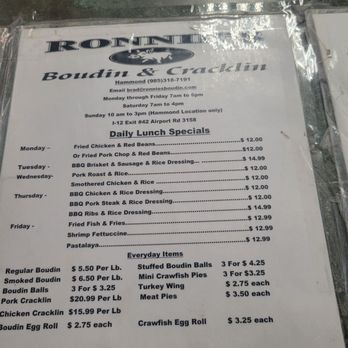 RONNIE'S
Boudin & Cracklin
Hammond (985)318-7191
Email brad@ronniesboudin.com
Monday through Friday 7am to 6pm
Saturday 7am to 4pm
Sunday 10 am to 3pm (Hammond Location only)
I-12 Exit #42 Airport Rd 3158
Daily Lunch Specials
Monday - Fried Chicken & Red Beans $ 12.00
Or Fried Pork Chop & Red Beans $12.00
Tuesday - BBQ Brisket & Sausage & Rice Dressing $ 14.99
Wednesday- Pork Roast & Rice $ 12.00
Smothered Chicken & Rice $ 12.00
Thursday - BBQ Chicken & Rice Dressing $ 12.00
BBQ Pork Steak & Rice Dressing $ 12.00
BBQ Ribs & Rice Dressing $ 14.99
Friday - Fried Fish & Fries $ 12.99
Shrimp Fettuccine $ 12.99
Pastalaya $ 12.99
Everyday Items
Regular Boudin $ 5.50 Per Lb. Stuffed Boudin Balls 3 For $ 4.25
Smoked Boudin $ 6.50 Per Lb. Mini Crawfish Pies 3 For $3.25
Boudin Balls 3 For $ 3.25 Turkey Wing $ 2.75 each
Pork Cracklin $20.99 Per Lb Meat Pies $ 3.50 each
Chicken Cracklin $15.99 Per Lb
Boudin Egg Roll $ 2.75 each Crawfish Egg Roll $ 3.25 each